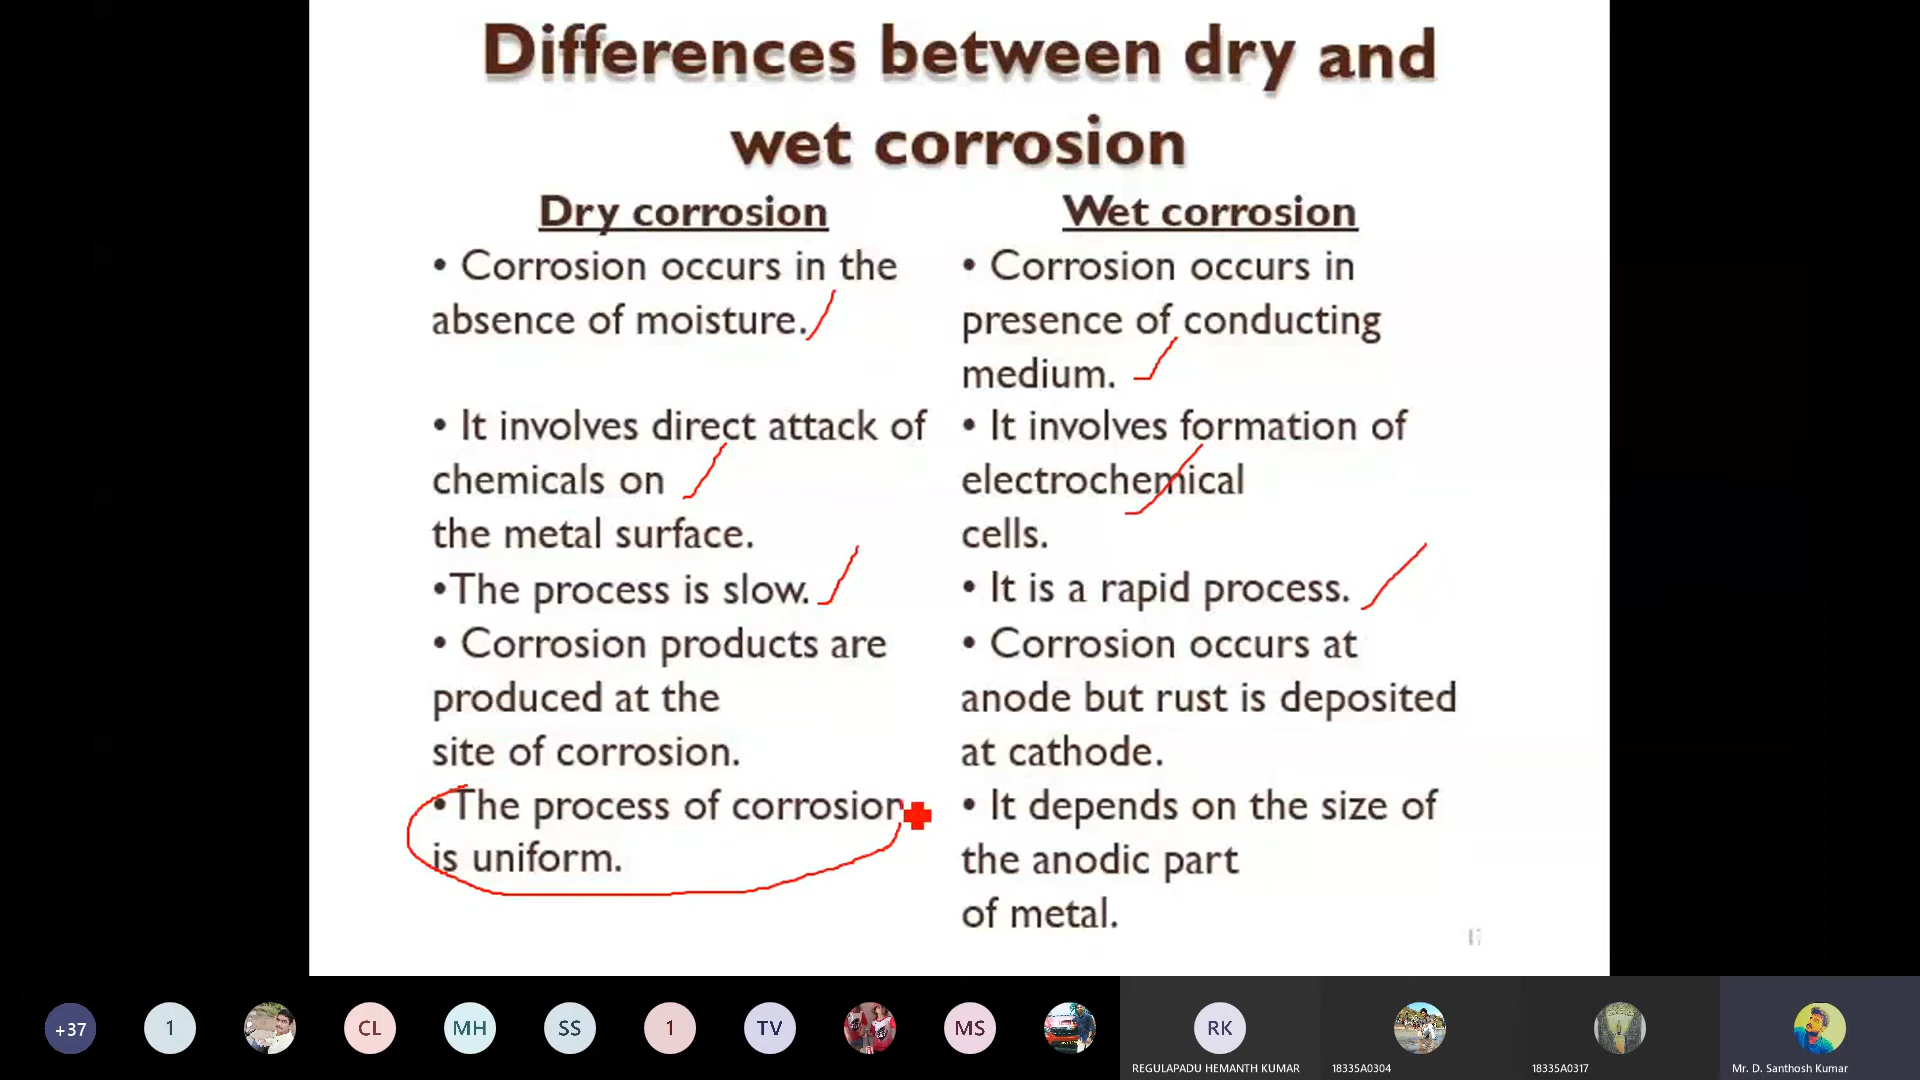 Differences between dry and
wet corrosion
Dry corrosion
• Corrosion occurs in the
absence of moisture.
• It involves direct attack of
chemicals on
the metal surface.
•The process is slow.
• Corrosion products are
produced at the
site of corrosion.
•The process of corrosion
is uniform.
Wet corrosion
• Corrosion occurs in
presence of conducting
medium.
• It involves formation of
electrochemical
cells.
• It is a rapid process.
• Corrosion occurs at
anode but rust is deposited
at cathode.
• It depends on the size of
the anodic part
of metal.
+37
1
CL
MH
SS
1
TV
MS
RK
REGULAPADU HEMANTH KUMAR
18335A0304
18335A0317
Mr. D. Santhosh Kumar